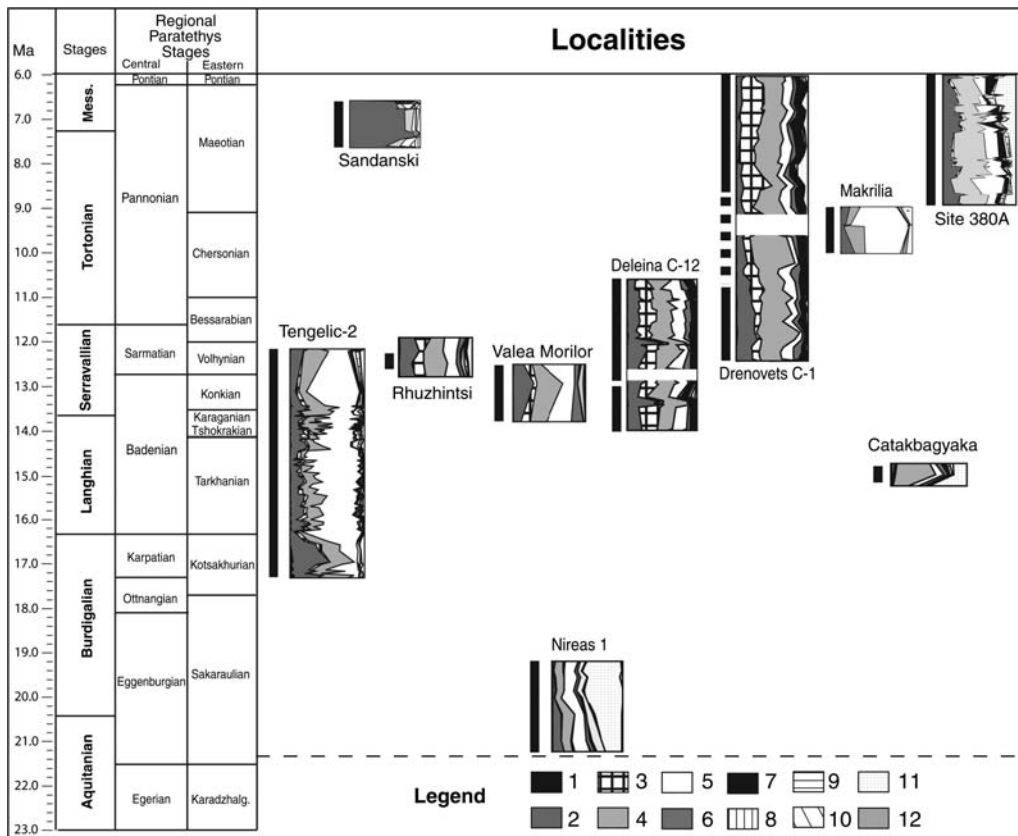 Ma
Stages
Regional
Paratethys
Stages
Central
Eastern
Localities
6.0
7.0
8.0
9.0
10.0
11.0
12.0
13.0
14.0
15.0
16.0
17.0
18.0
19.0
20.0
21.0
22.0
23.0
Mess.
Tortonian
Serravallian
Langhian
Burdigalian
Aquitanian
Pontian
Pannonian
Sarmatian
Badenian
Karpatian
Ottnangian
Eggenburgian
Egerian
Pontian
Maeotian
Chersonian
Bessarabian
Volhynian
Konkian
Karaganian
Tshokrakian
Tarkhanian
Kotsakhurian
Sakaraulian
Karadzhalg.
Sandanski
Tengelic-2
Rhuzhintsi
Valea Morilor
Deleina C-12
Drenovets C-1
Makrilia
Site 380A
Catakbagyaka
Nireas 1
Legend
1 3 5 7 9 11
2 4 6 8 10 12